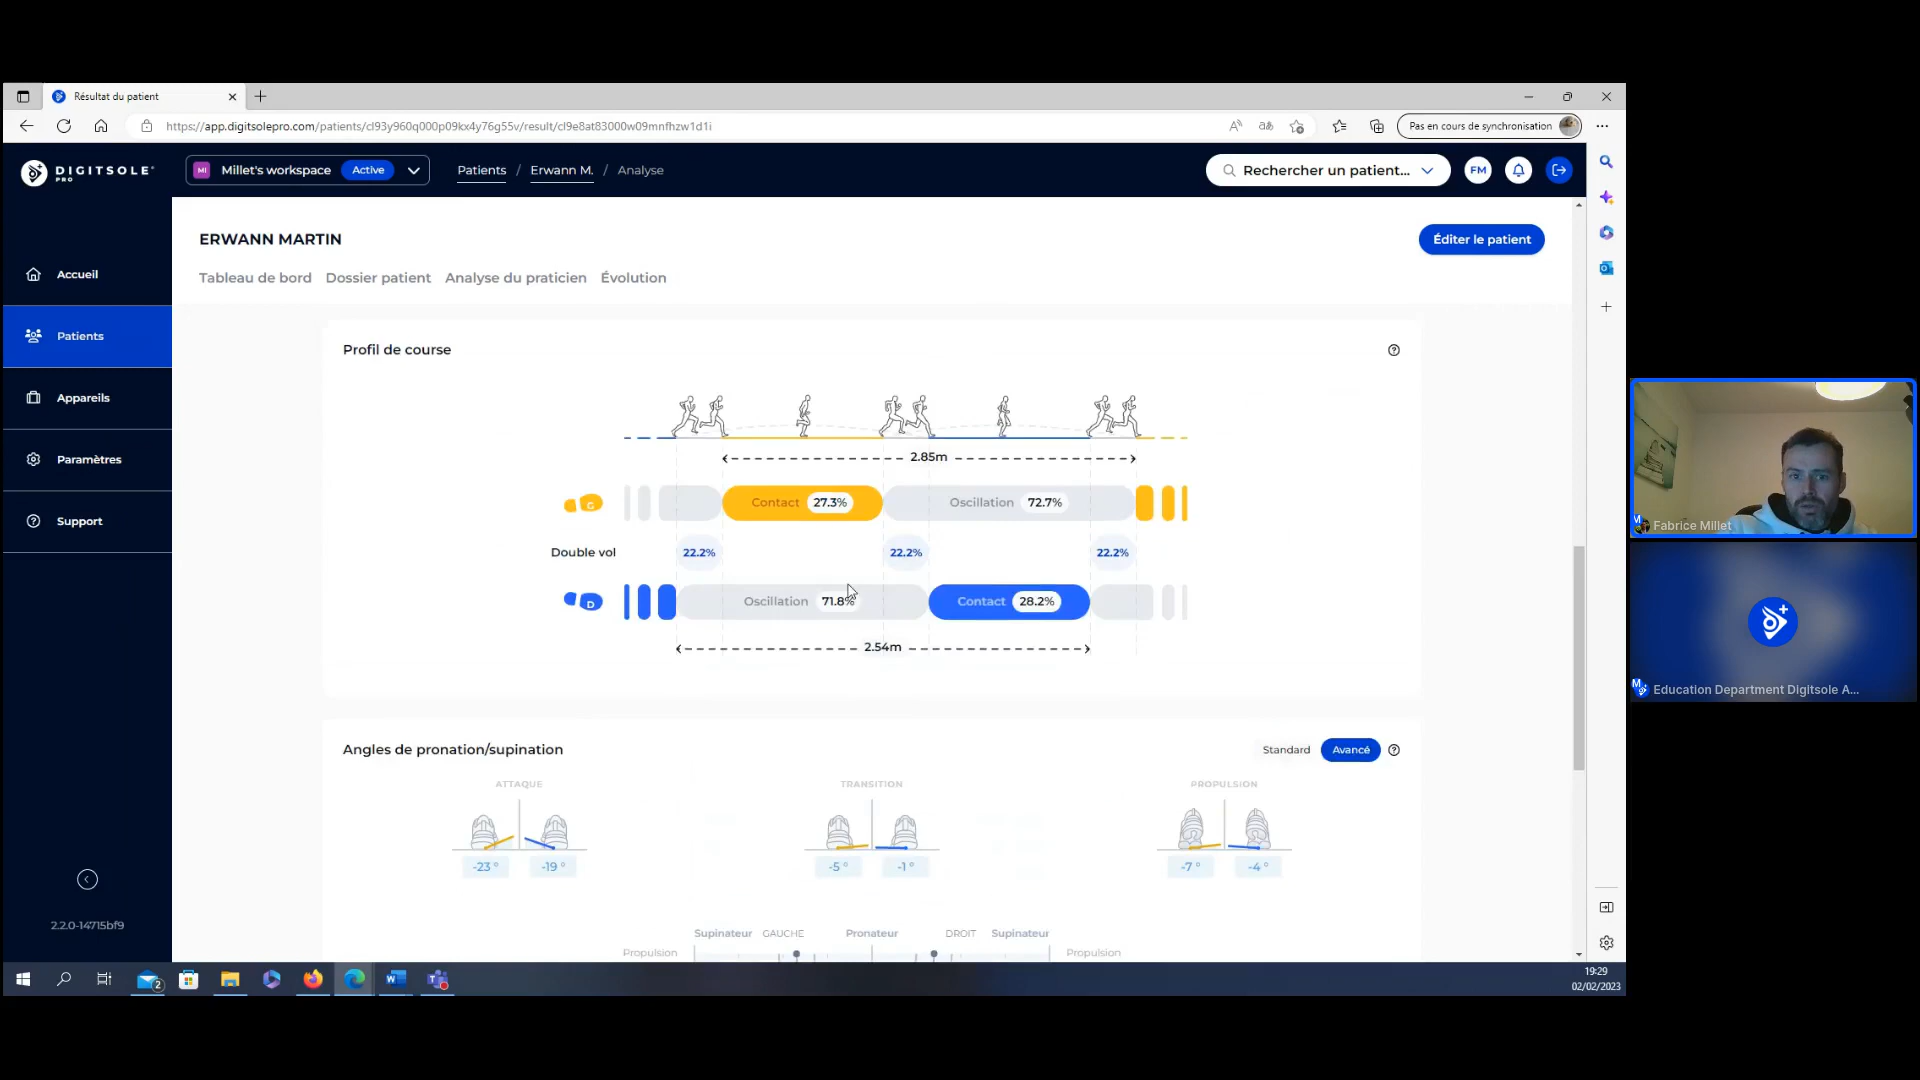 Résultat du patient
https://app.digitsolepro.com/patients/cl93y960q000p09kx4y76g55v/result/cl9e8at83000w09mnfhzw1d1i
Pas en cours de synchronisation
DIGITSOLE
PRO
MI Millet's workspace Active
Patients / Erwann M. / Analyse
Rechercher un patient...
FM
ERWANN MARTIN
Éditer le patient
Tableau de bord Dossier patient Analyse du praticien Évolution
Accueil
Patients
Appareils
Paramètres
Support
2.2.0-14715bf9
Profil de course
2.85m
G Contact 27.3% Oscillation 72.7%
Double vol 22.2% 22.2% 22.2%
D Oscillation 71.8% Contact 28.2%
2.54m
Angles de pronation/supination
Standard Avancé
ATTAQUE TRANSITION PROPULSION
-23 ° -19 ° -5 ° -1 ° -7 ° -4 °
Supinateur GAUCHE Pronateur DROIT Supinateur
Propulsion Propulsion
Fabrice Millet
Education Department Digitsole A...
2
19:29
02/02/2023